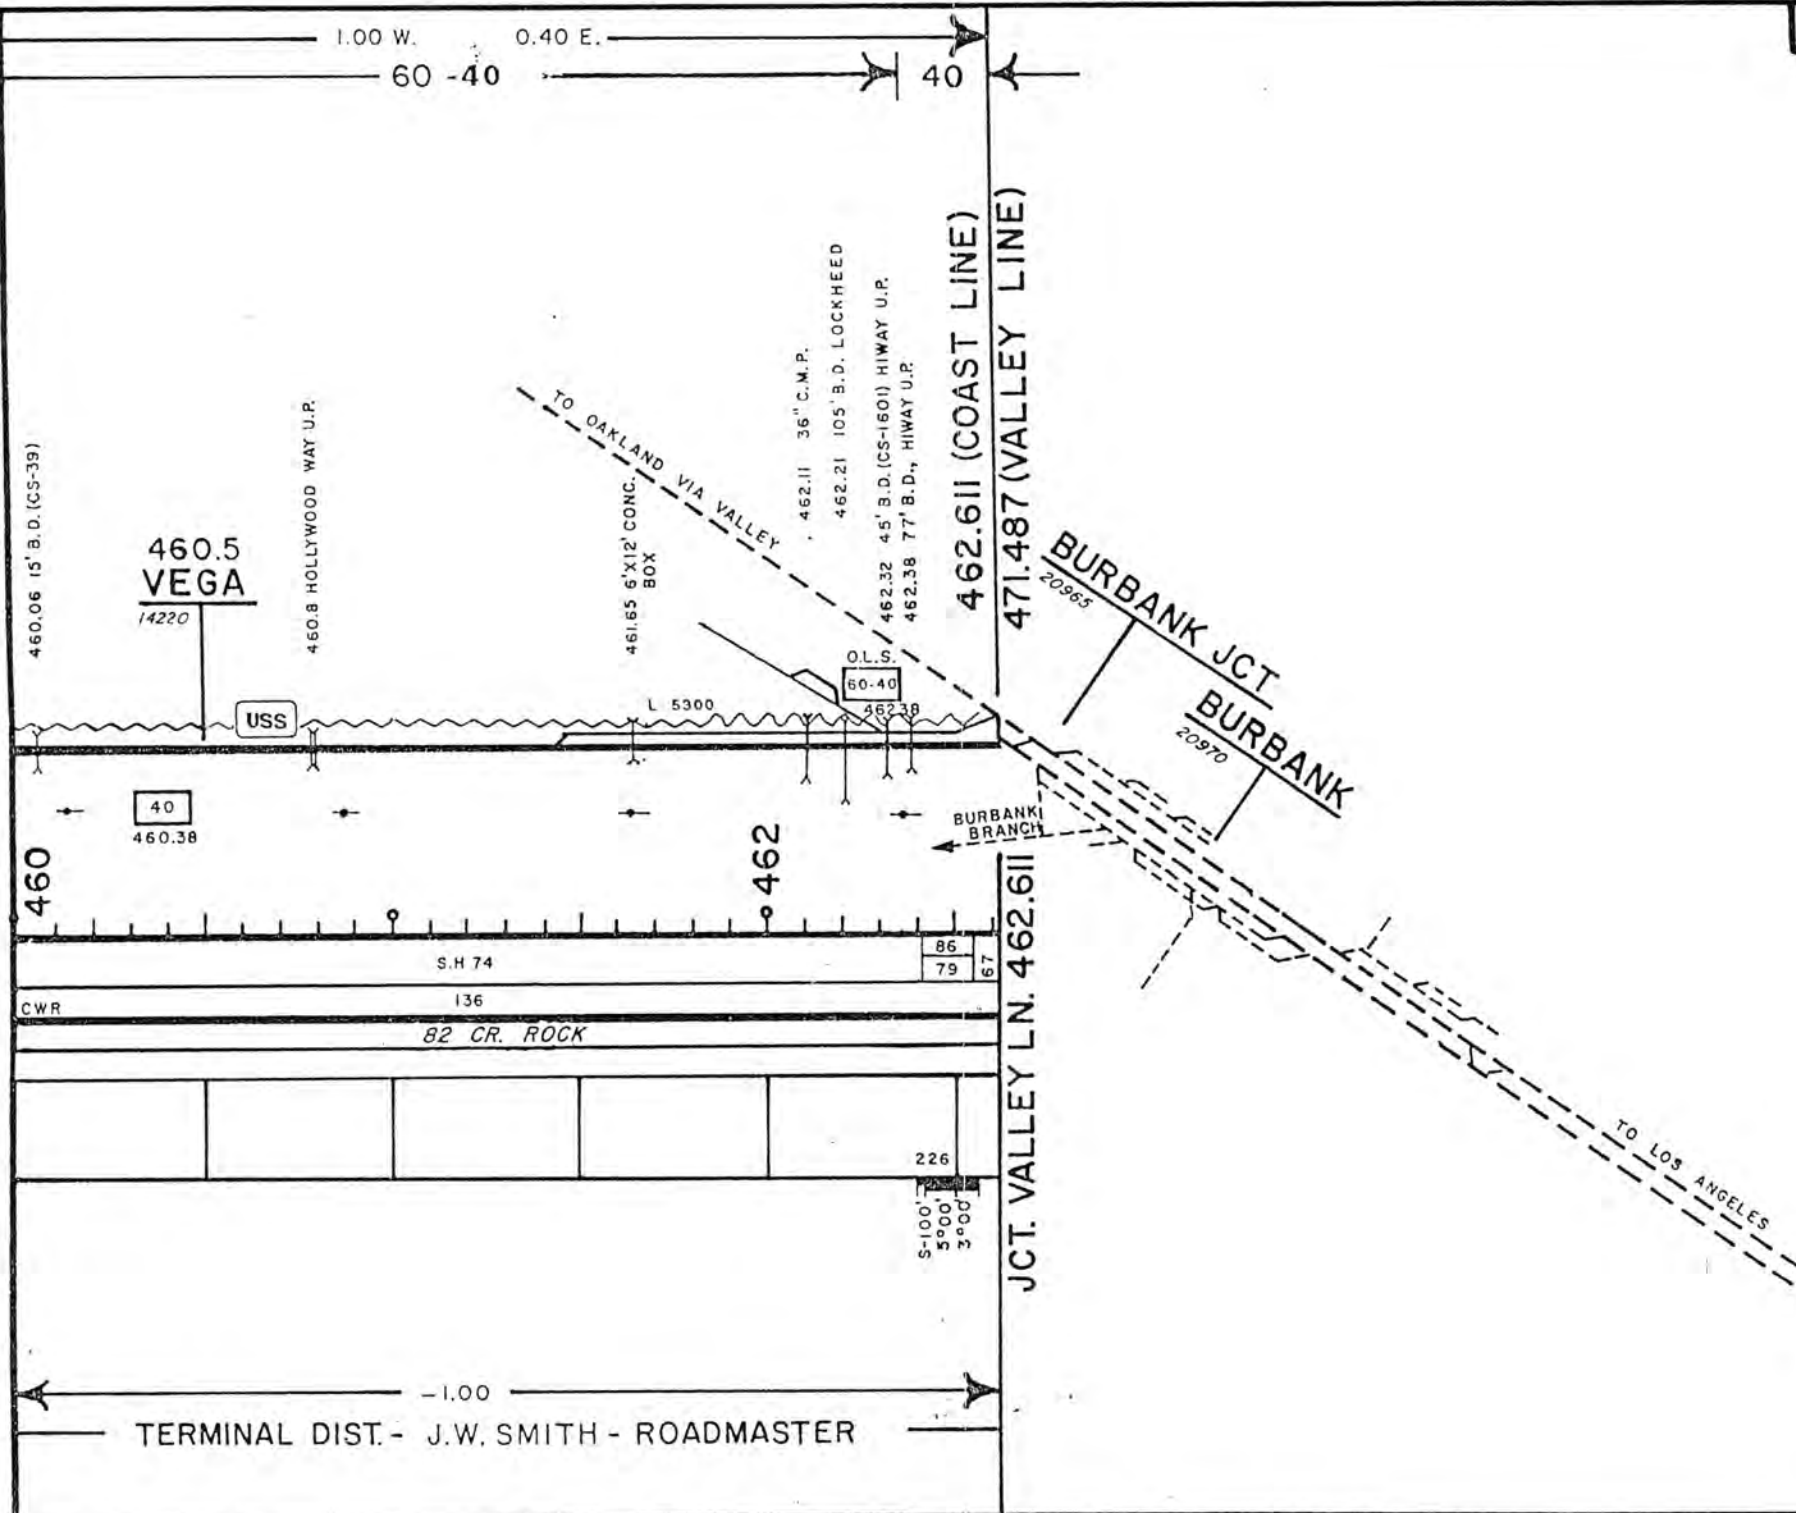 1.00 W. 0.40 E.
60 - 40 40
460.06 15' B.D. (CS-39)
460.5
VEGA
14220
460.8 HOLLYWOOD WAY U.P.
461.65 6'X12' CONC.
BOX
TO OAKLAND VIA VALLEY
462.11 36" C.M.P.
462.21 105' B.D. LOCKHEED
462.32 45' B.D. (CS-1601) HIWAY U.P.
462.38 77' B.D., HIWAY U.P.
462.611 (COAST LINE)
471.487 (VALLEY LINE)
BURBANK JCT
20965
BURBANK
20970
O.L.S.
60-40
462.38
L 5300
USS
40
460.38
BURBANK
BRANCH
460
462
S.H 74
86
79
67
CWR
136
82 CR. ROCK
226
S-100'
5°00'
3°00'
JCT. VALLEY LN. 462.611
TO LOS ANGELES
-1.00
TERMINAL DIST. - J.W. SMITH - ROADMASTER